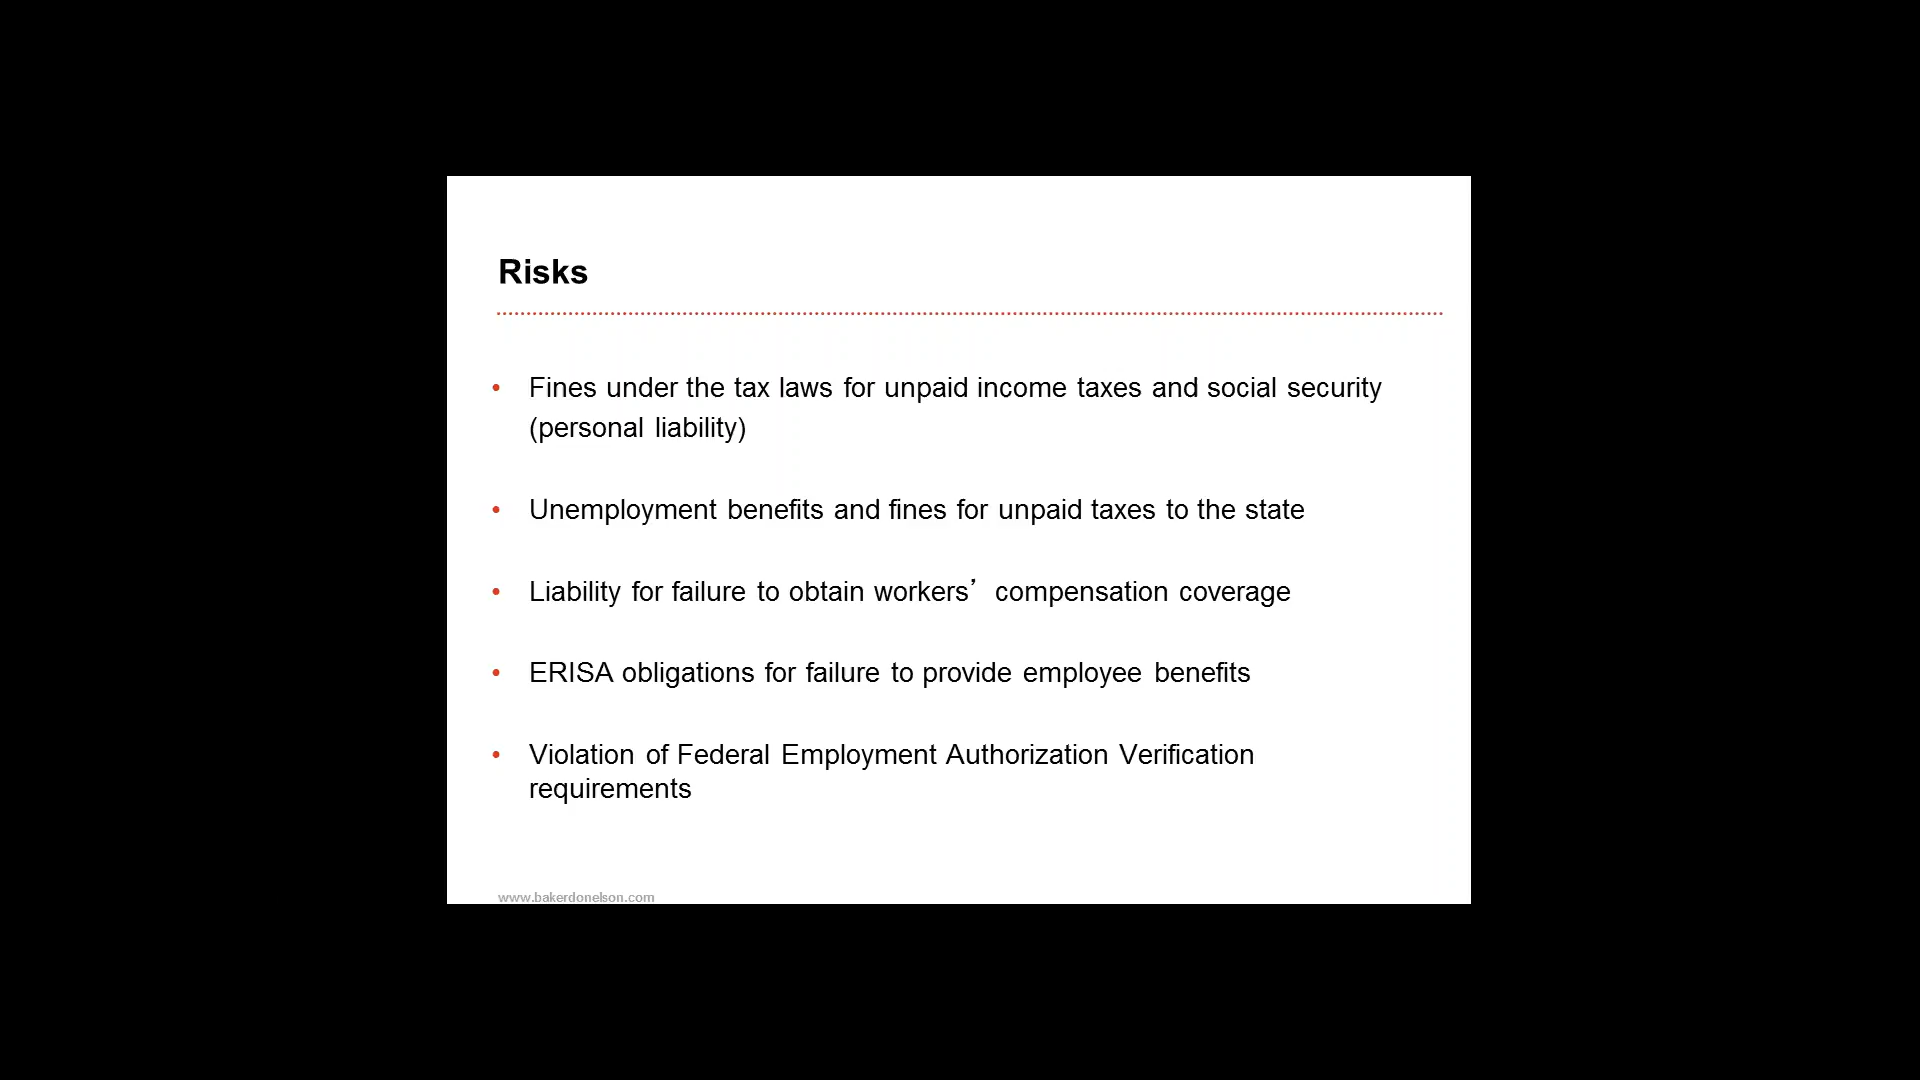 Risks
• Fines under the tax laws for unpaid income taxes and social security
(personal liability)
• Unemployment benefits and fines for unpaid taxes to the state
• Liability for failure to obtain workers’ compensation coverage
• ERISA obligations for failure to provide employee benefits
• Violation of Federal Employment Authorization Verification
requirements
www.bakerdonelson.com